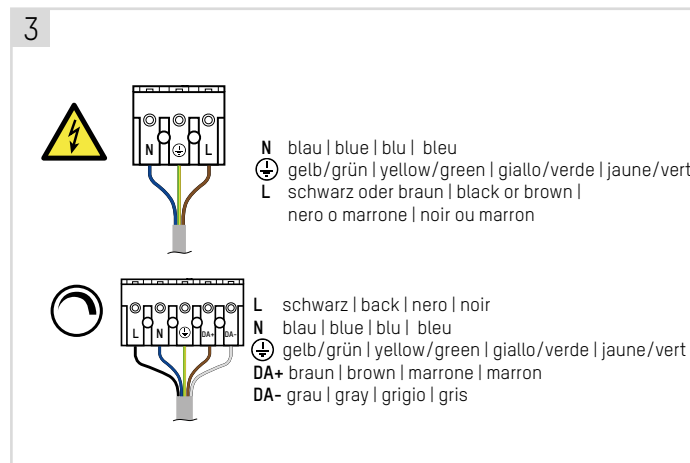 3
N L
N blau | blue | blu | bleu
gelb/grün | yellow/green | giallo/verde | jaune/vert
L schwarz oder braun | black or brown |
nero o marrone | noir ou marron
L N DA+ DA-
L schwarz | back | nero | noir
N blau | blue | blu | bleu
gelb/grün | yellow/green | giallo/verde | jaune/vert
DA+ braun | brown | marrone | marron
DA- grau | gray | grigio | gris